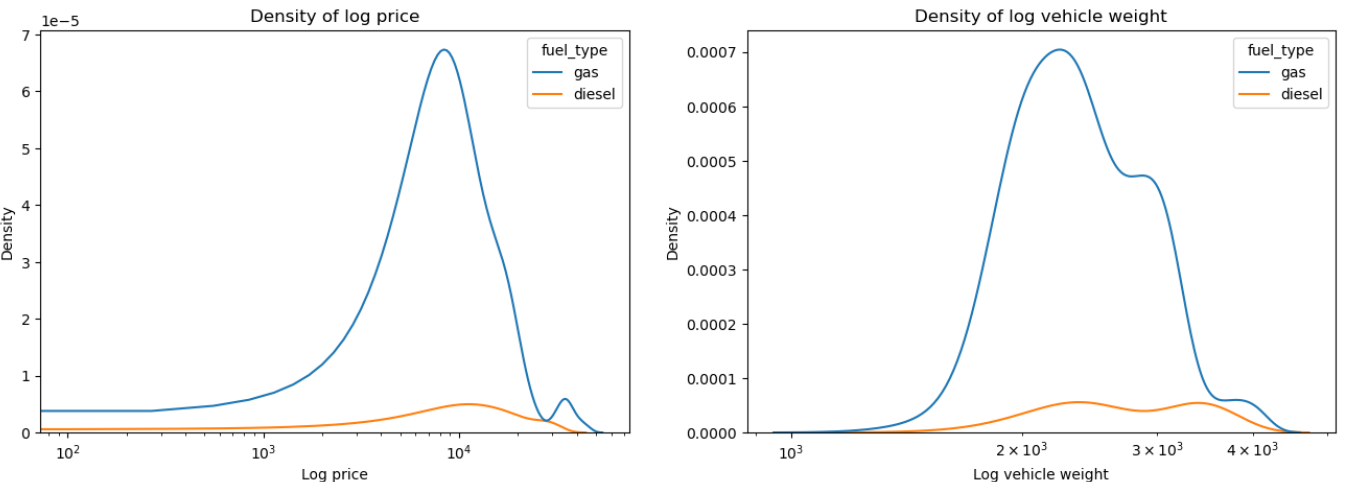 Density of log price
1e−5
7
6
5
4
3
2
1
0
Density
10²
10³
10⁴
Log price
fuel_type
gas
diesel
Density of log vehicle weight
0.0007
0.0006
0.0005
0.0004
0.0003
0.0002
0.0001
0.0000
Density
10³
2 × 10³
3 × 10³
4 × 10³
Log vehicle weight
fuel_type
gas
diesel